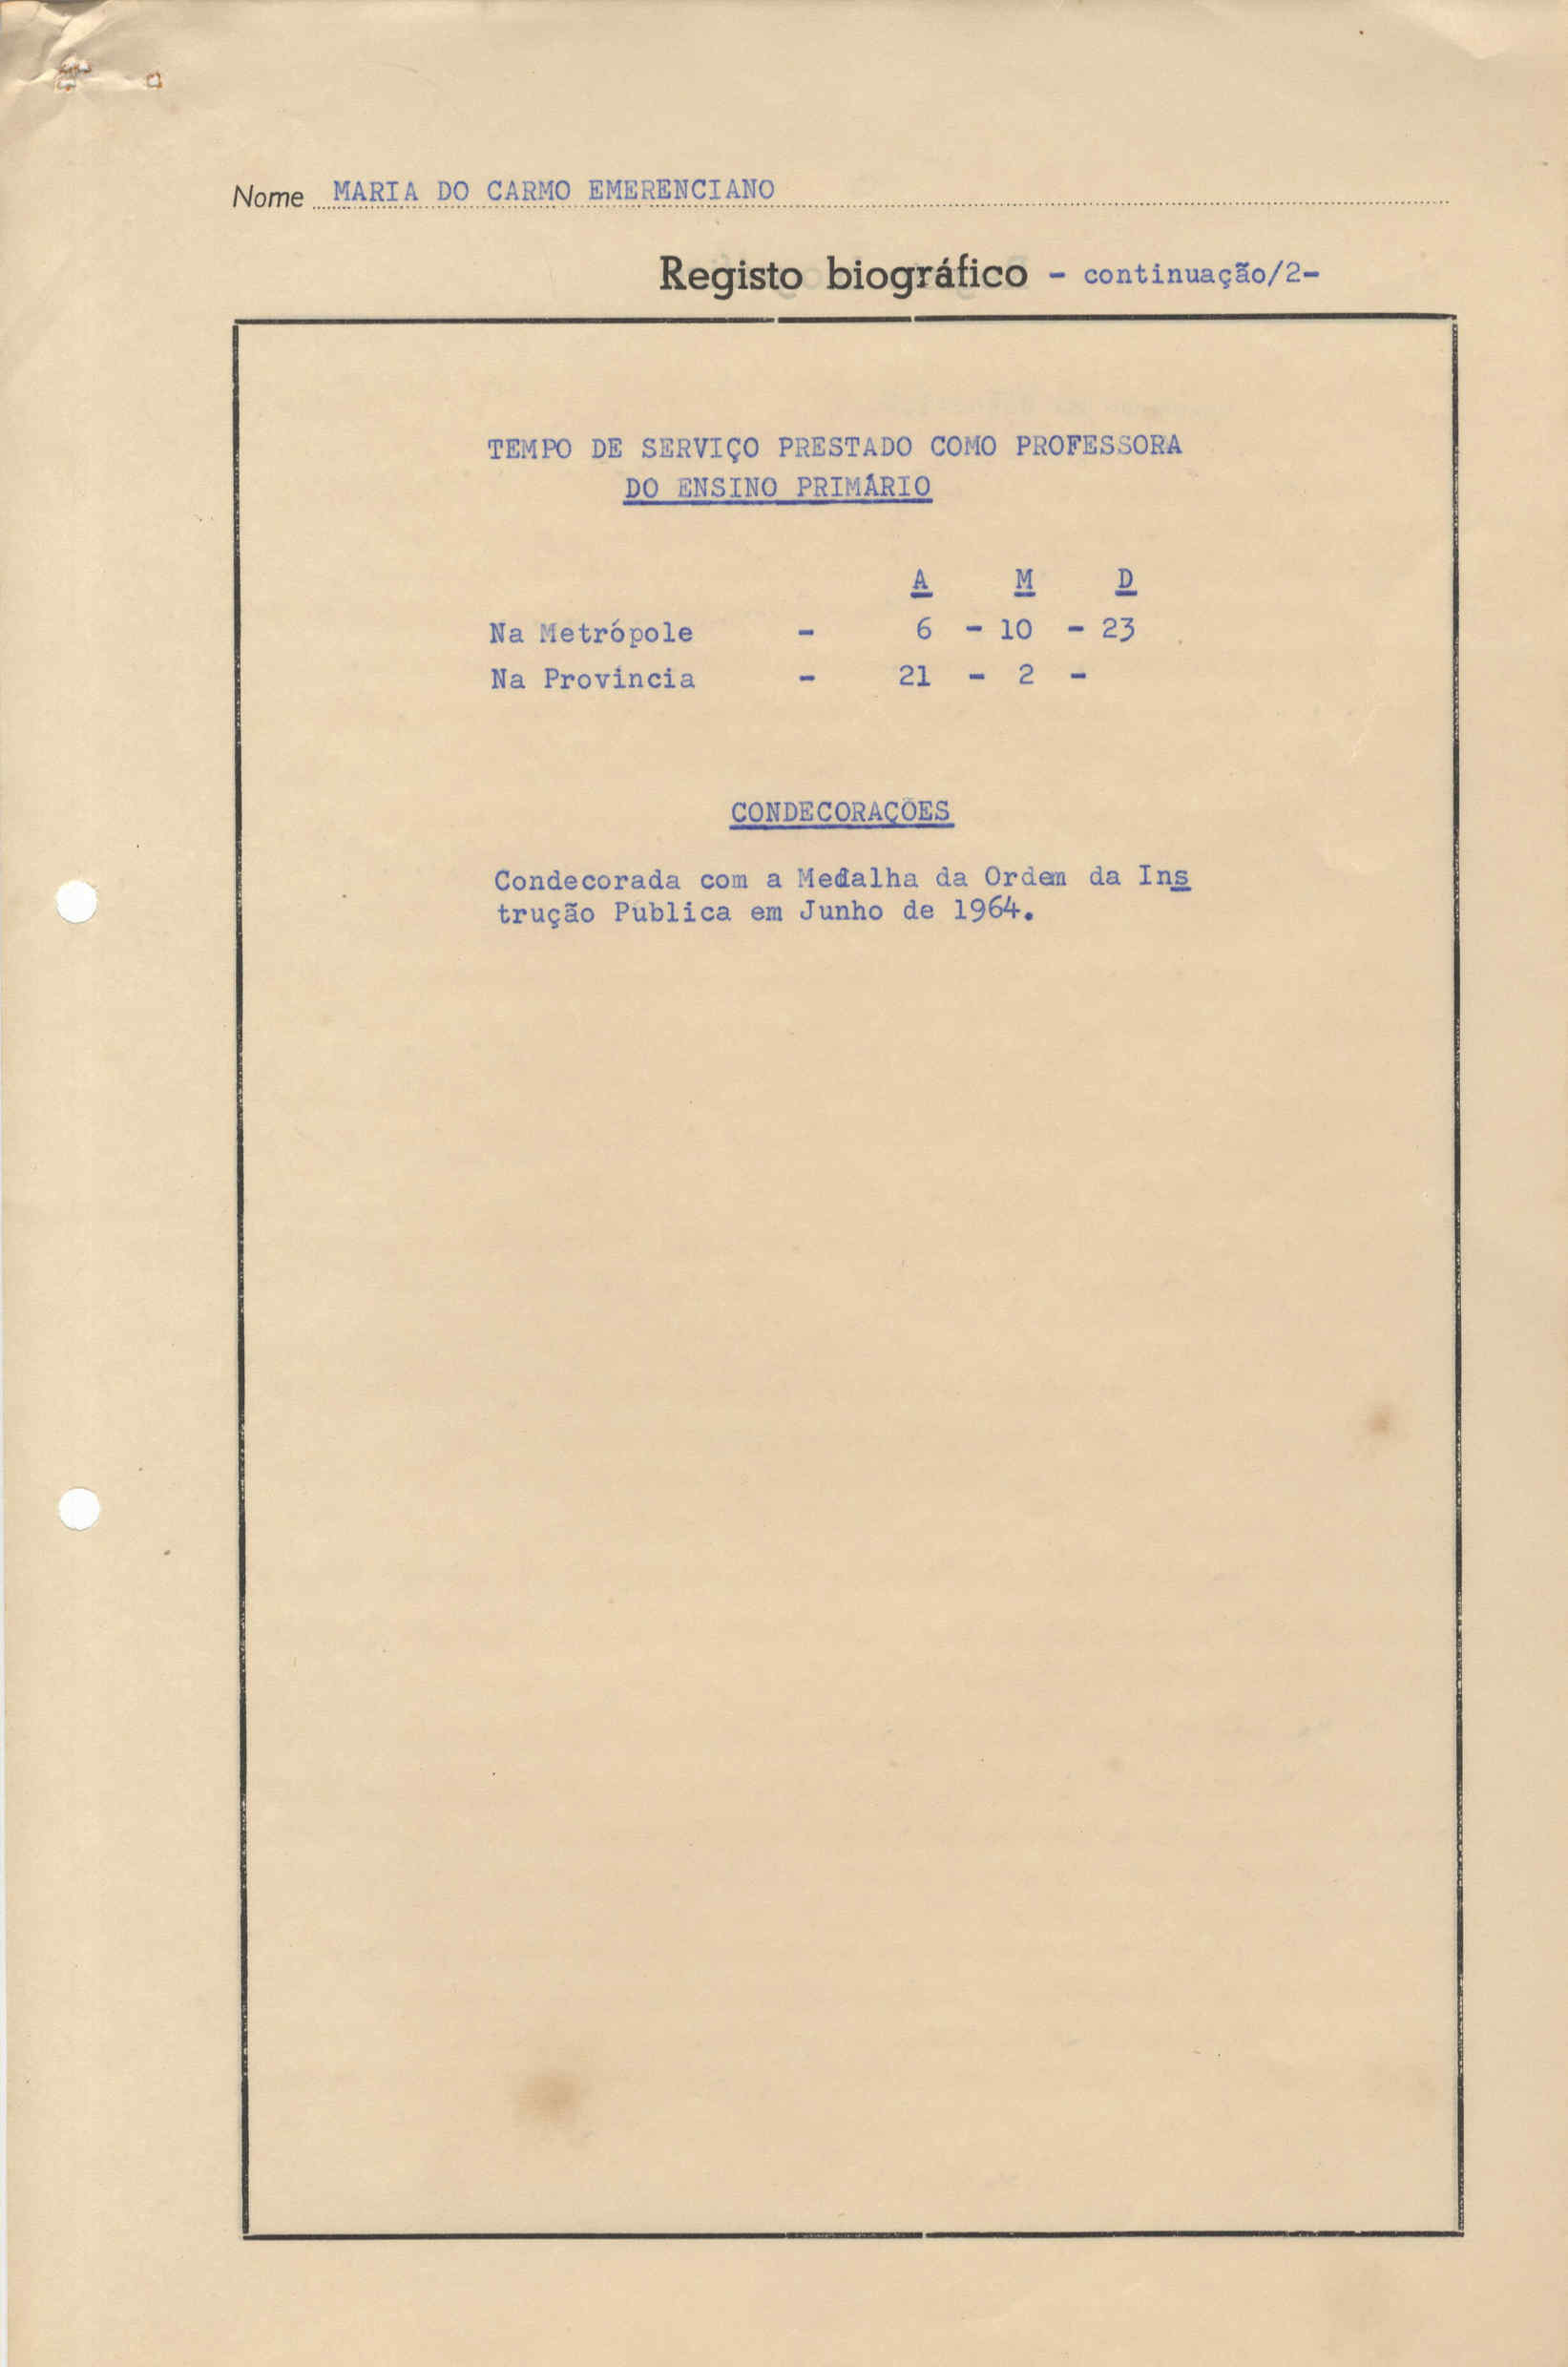 Nome MARIA DO CARMO EMERENCIANO
Registo biográfico - continuação/2-
TEMPO DE SERVIÇO PRESTADO COMO PROFESSORA
DO ENSINO PRIMÁRIO
A M D
Na Metrópole - 6 - 10 - 23
Na Província - 21 - 2 -
CONDECORAÇÕES
Condecorada com a Medalha da Ordem da Ins
trução Pública em Junho de 1964.